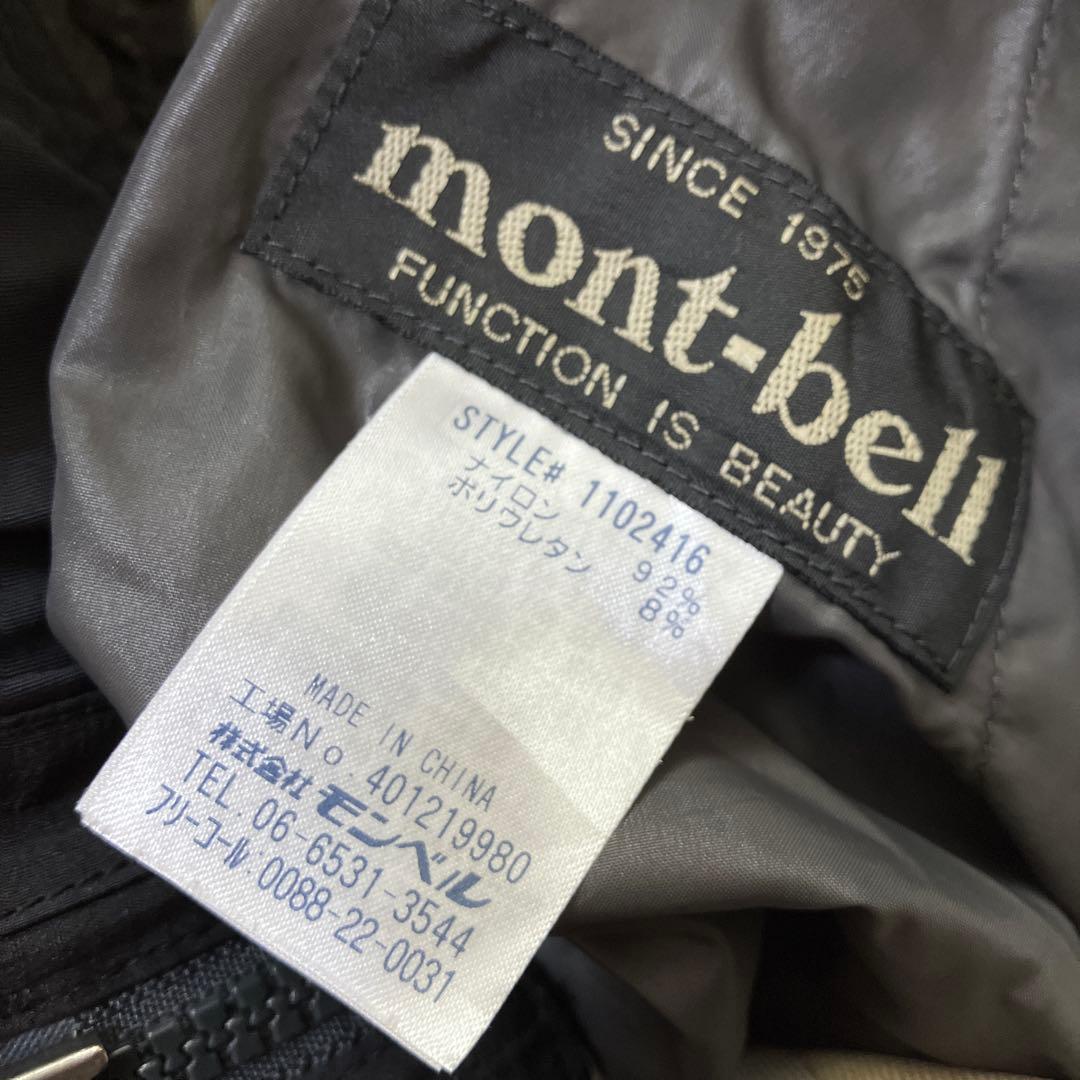 SINCE 1975
mont-bell
FUNCTION IS BEAUTY
STYLE# 1102416
ナイロン 92%
ポリウレタン 8%
MADE IN CHINA
工場No.401219980
株式会社 モンベル
TEL.06-6531-3544
フリーコール:0088-22-0031